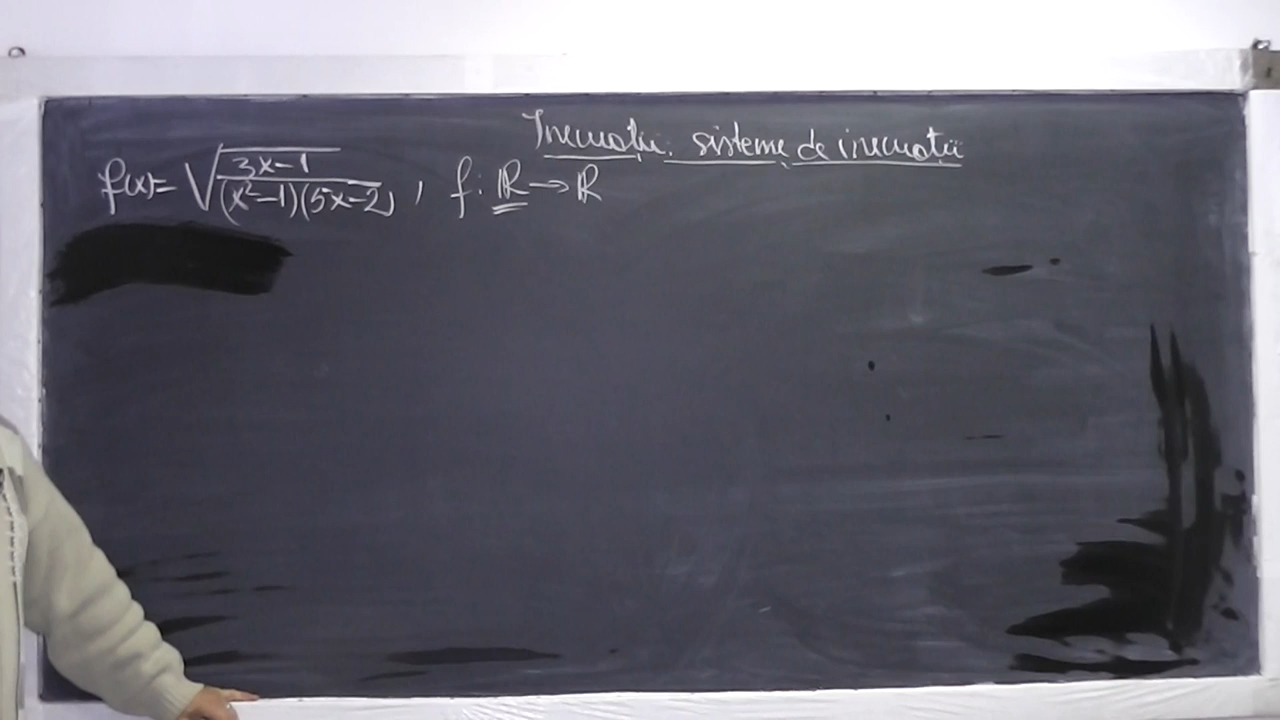 Inecuații. sisteme de inecuații
f(x)= √((3x-1)/((x²-1)(5x-2))), f: ℝ → ℝ